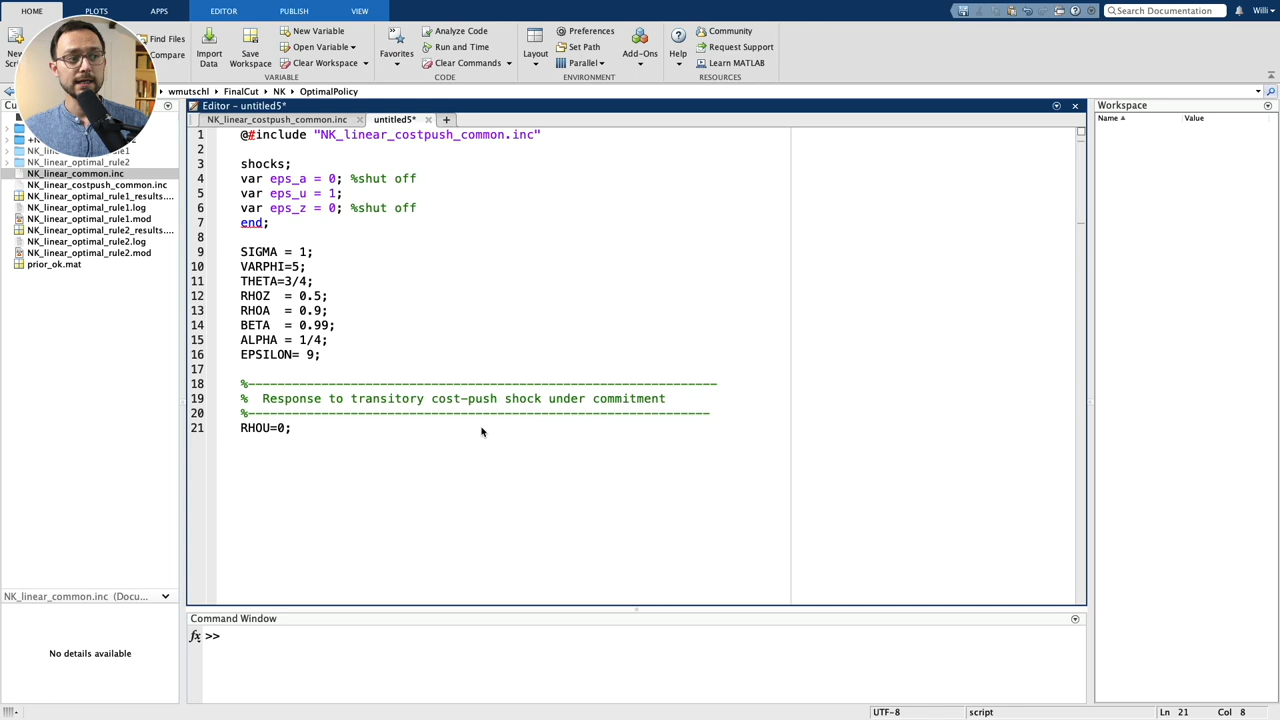 HOME PLOTS APPS EDITOR PUBLISH VIEW
Search Documentation
Willi
New
Find Files
Compare
Import
Data
Save
Workspace
New Variable
Open Variable
Clear Workspace
VARIABLE
Favorites
Analyze Code
Run and Time
Clear Commands
CODE
Layout
Preferences
Set Path
Parallel
ENVIRONMENT
Add-Ons
Help
Community
Request Support
Learn MATLAB
RESOURCES
wmutschl FinalCut NK OptimalPolicy
Editor - untitled5*
NK_linear_costpush_common.inc
untitled5*
NK_linear_optimal_rule2
NK_linear_common.inc
NK_linear_costpush_common.inc
NK_linear_optimal_rule1_results....
NK_linear_optimal_rule1.log
NK_linear_optimal_rule1.mod
NK_linear_optimal_rule2_results....
NK_linear_optimal_rule2.log
NK_linear_optimal_rule2.mod
prior_ok.mat
NK_linear_common.inc (Docu...
No details available
1 @#include "NK_linear_costpush_common.inc"
2
3 shocks;
4 var eps_a = 0; %shut off
5 var eps_u = 1;
6 var eps_z = 0; %shut off
7 end;
8
9 SIGMA = 1;
10 VARPHI=5;
11 THETA=3/4;
12 RHOZ = 0.5;
13 RHOA = 0.9;
14 BETA = 0.99;
15 ALPHA = 1/4;
16 EPSILON= 9;
17
18 %----------------------------------------------------------------
19 % Response to transitory cost-push shock under commitment
20 %---------------------------------------------------------------
21 RHOU=0;
Command Window
fx >>
Workspace
Name Value
UTF-8 script Ln 21 Col 8